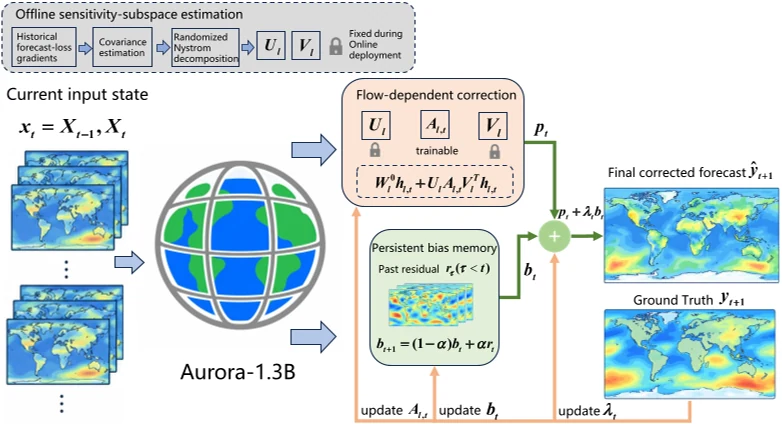 Offline sensitivity-subspace estimation
Historical
forecast-loss
gradients
Covariance
estimation
Randomized
Nystrom
decomposition
U_l
V_l
Fixed during
Online
deployment
Current input state
x_t = X_{t-1}, X_t
Aurora-1.3B
Flow-dependent correction
U_l
A_{l,t}
V_l
trainable
W_l^0 h_{l,t} + U_l A_{l,t} V_l^T h_{l,t}
p_t
Persistent bias memory
Past residual r_τ (τ < t)
b_{t+1} = (1-α)b_t + αr_t
b_t
+
p_t + λ_t b_t
Final corrected forecast ŷ_{t+1}
Ground Truth y_{t+1}
update A_{l,t}
update b_t
update λ_t